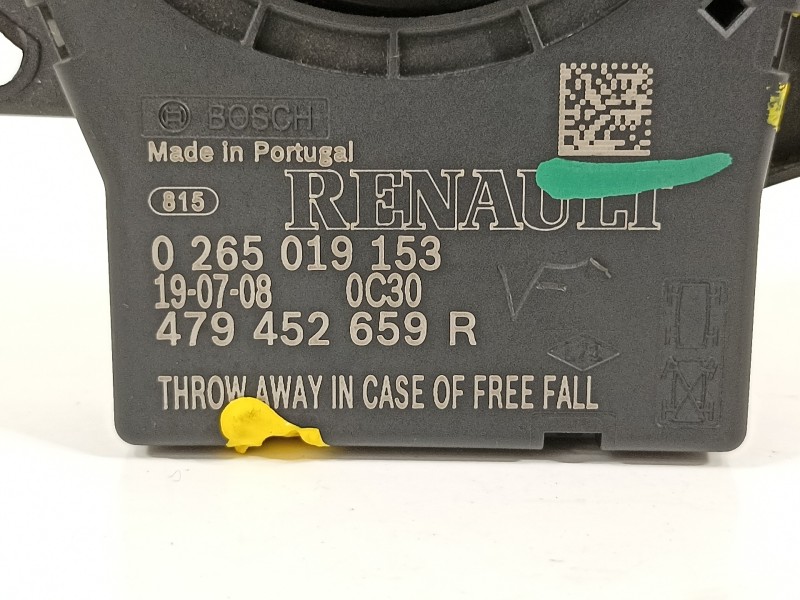 BOSCH
Made in Portugal
RENAULT
815
0 265 019 153
19-07-08 0C30
479 452 659 R
THROW AWAY IN CASE OF FREE FALL